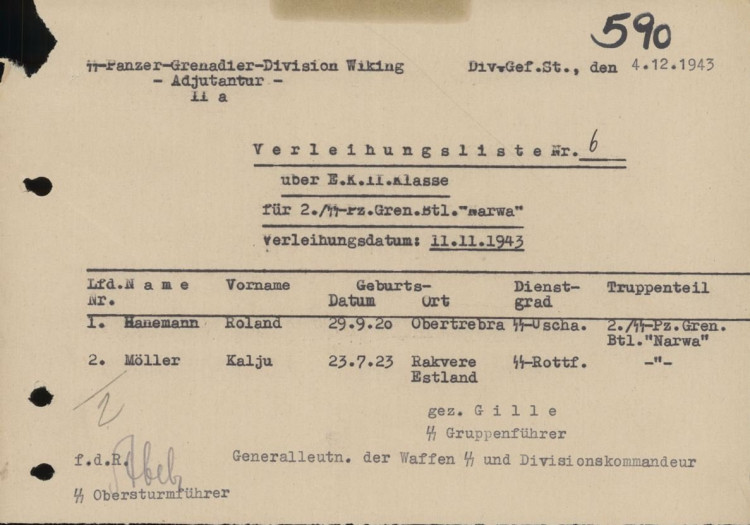 590
SS-Panzer-Grenadier-Division Wiking
Div.Gef.St., den 4.12.1943
- Adjutantur -
II a
Verleihungsliste Nr. 6
über E.K.II.Klasse
für 2./SS-Pz.Gren.Btl."Narwa"
Verleihungsdatum: 11.11.1943
Lfd. Name Vorname Geburts- Dienst- Truppenteil
Nr. Datum Ort grad
1. Hanemann Roland 29.9.20 Obertrebra SS-Uscha. 2./SS-Pz.Gren.
Btl."Narwa"
2. Möller Kalju 23.7.23 Rakvere SS-Rottf. -"-
Estland
gez. Gille
SS Gruppenführer
f.d.R. Generalleutn. der Waffen SS und Divisionskommandeur
SS Obersturmführer